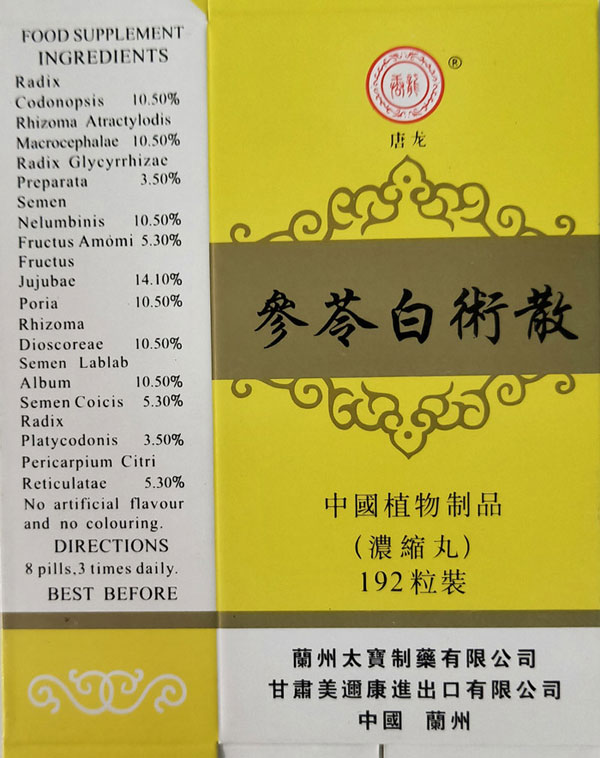 FOOD SUPPLEMENT
INGREDIENTS
Radix
Codonopsis 10.50%
Rhizoma Atractylodis
Macrocephalae 10.50%
Radix Glycyrrhizae
Preparata 3.50%
Semen
Nelumbinis 10.50%
Fructus Amomi 5.30%
Fructus
Jujubae 14.10%
Poria 10.50%
Rhizoma
Dioscoreae 10.50%
Semen Lablab
Album 10.50%
Semen Coicis 5.30%
Radix
Platycodonis 3.50%
Pericarpium Citri
Reticulatae 5.30%
No artificial flavour
and no colouring.
DIRECTIONS
8 pills,3 times daily.
BEST BEFORE
®
唐龙
參苓白術散
中國植物制品
(濃縮丸)
192粒裝
蘭州太寶制藥有限公司
甘肅美邇康進出口有限公司
中國 蘭州